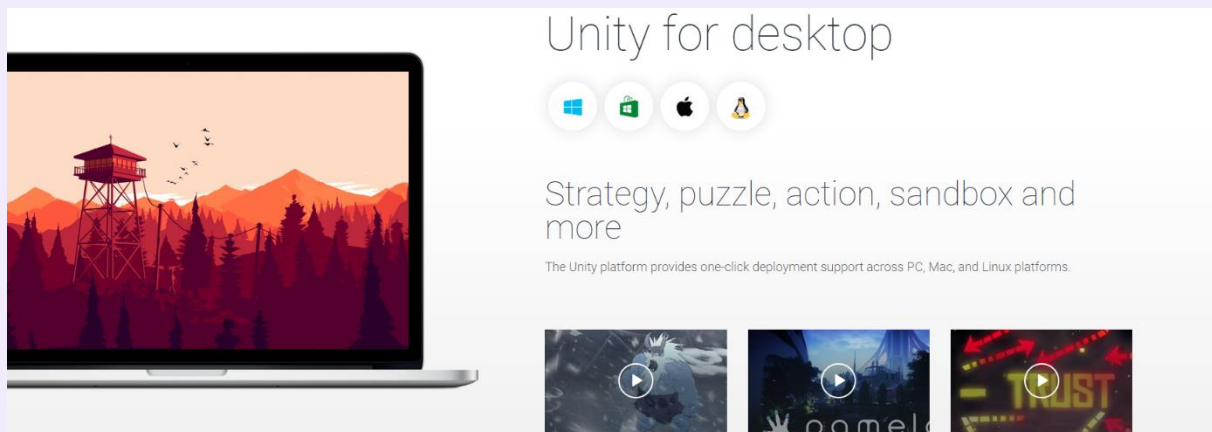 Unity for desktop
Strategy, puzzle, action, sandbox and
more
The Unity platform provides one-click deployment support across PC, Mac, and Linux platforms.
TRUST